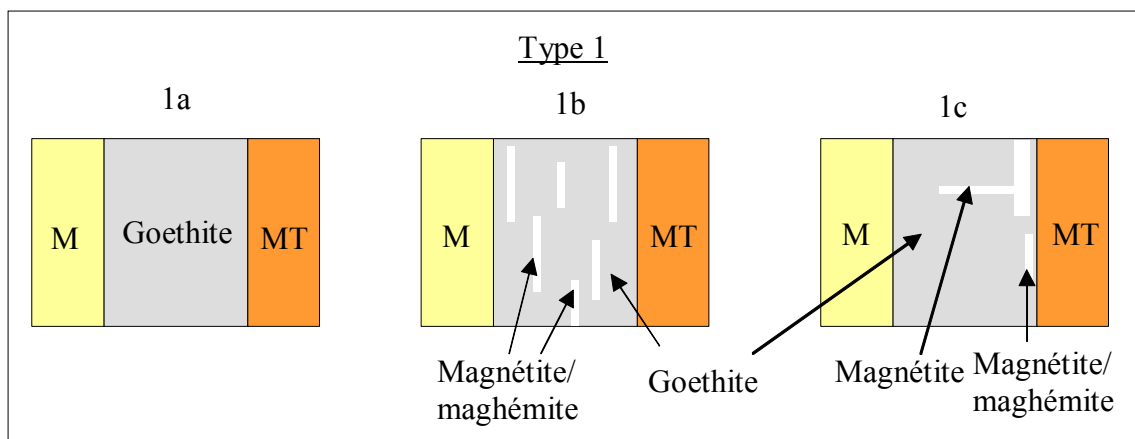 Type 1
1a
1b
1c
M
Goethite
MT
M
MT
M
MT
Magnétite/
maghémite
Goethite
Magnétite
Magnétite/
maghémite